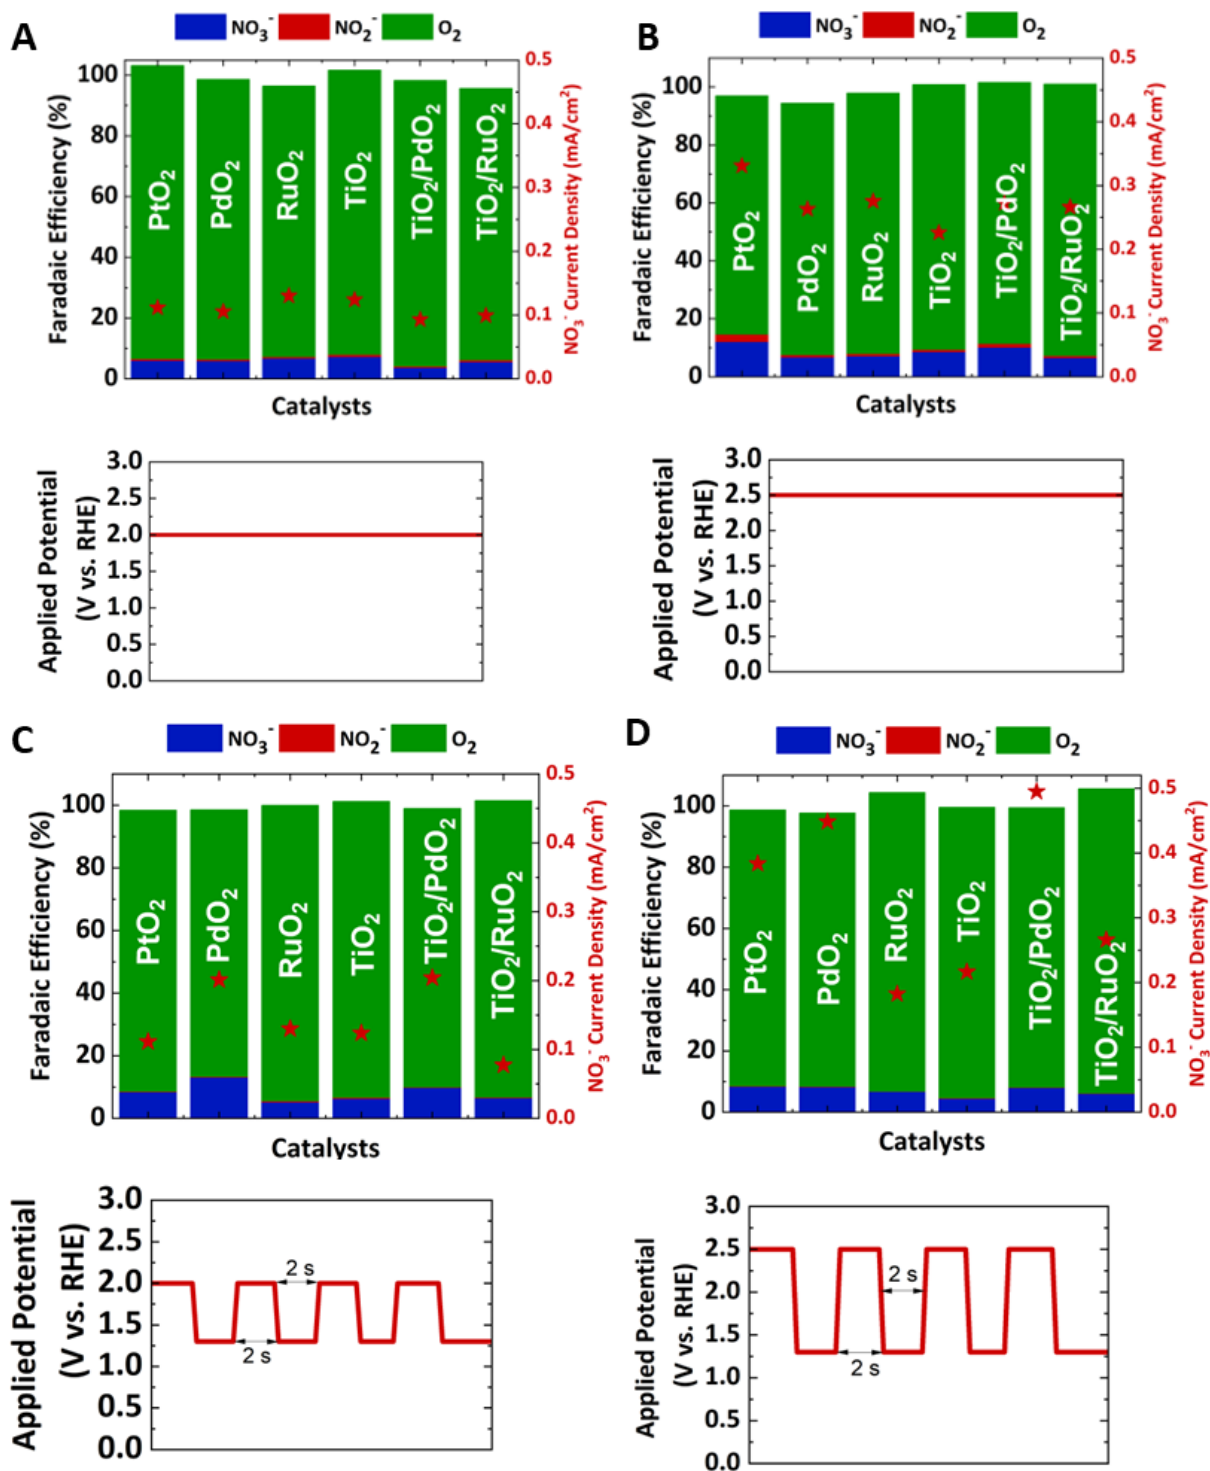 A
NO₃⁻ NO₂⁻ O₂
Faradaic Efficiency (%)
100
80
60
40
20
0
PtO₂
PdO₂
RuO₂
TiO₂
TiO₂/PdO₂
TiO₂/RuO₂
0.5
0.4
0.3
0.2
0.1
0.0
NO₃⁻ Current Density (mA/cm²)
Catalysts
Applied Potential
(V vs. RHE)
3.0
2.5
2.0
1.5
1.0
0.5
0.0
B
NO₃⁻ NO₂⁻ O₂
Faradaic Efficiency (%)
100
80
60
40
20
0
PtO₂
PdO₂
RuO₂
TiO₂
TiO₂/PdO₂
TiO₂/RuO₂
0.5
0.4
0.3
0.2
0.1
0.0
NO₃⁻ Current Density (mA/cm²)
Catalysts
Applied Potential
(V vs. RHE)
3.0
2.5
2.0
1.5
1.0
0.5
0.0
C
NO₃⁻ NO₂⁻ O₂
Faradaic Efficiency (%)
100
80
60
40
20
0
PtO₂
PdO₂
RuO₂
TiO₂
TiO₂/PdO₂
TiO₂/RuO₂
0.5
0.4
0.3
0.2
0.1
0.0
NO₃⁻ Current Density (mA/cm²)
Catalysts
Applied Potential
(V vs. RHE)
3.0
2.5
2.0
1.5
1.0
0.5
0.0
2 s
2 s
D
NO₃⁻ NO₂⁻ O₂
Faradaic Efficiency (%)
100
80
60
40
20
0
PtO₂
PdO₂
RuO₂
TiO₂
TiO₂/PdO₂
TiO₂/RuO₂
0.5
0.4
0.3
0.2
0.1
0.0
NO₃⁻ Current Density (mA/cm²)
Catalysts
Applied Potential
(V vs. RHE)
3.0
2.5
2.0
1.5
1.0
0.5
0.0
2 s
2 s